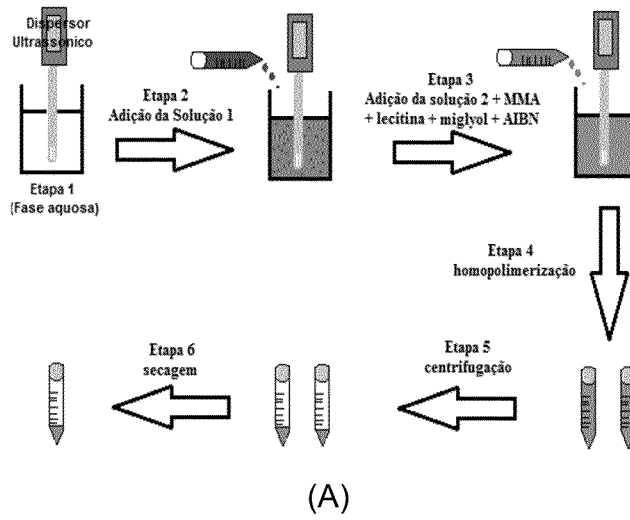 Dispersor
Ultrassônico
Etapa 1
(Fase aquosa)
Etapa 2
Adição da Solução 1
Etapa 3
Adição da solução 2 + MMA
+ lecitina + miglyol + AIBN
Etapa 4
homopolimerização
Etapa 5
centrifugação
Etapa 6
secagem
(A)